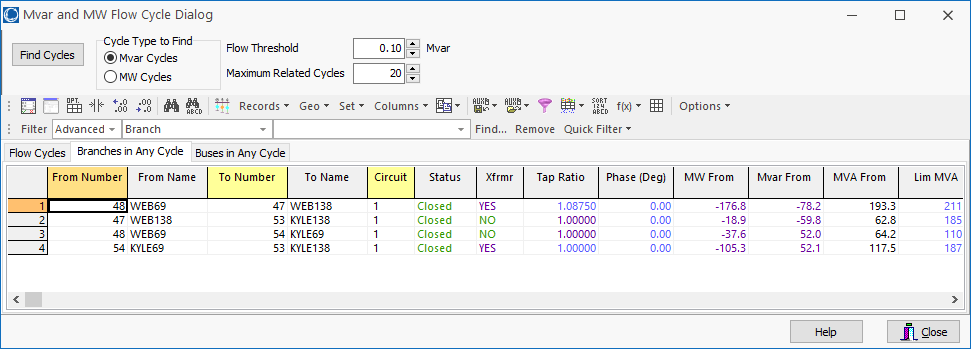 Mvar and MW Flow Cycle Dialog
Find Cycles
Cycle Type to Find
Mvar Cycles
MW Cycles
Flow Threshold 0.10 Mvar
Maximum Related Cycles 20
Records Geo Set Columns AUXB AUXB SORT 124 ABED f(x) Options
Filter Advanced Branch Find... Remove Quick Filter
Flow Cycles Branches in Any Cycle Buses in Any Cycle
From Number From Name To Number To Name Circuit Status Xfrmr Tap Ratio Phase (Deg) MW From Mvar From MVA From Lim MVA
1 48 WEB69 47 WEB138 1 Closed YES 1.08750 0.00 -176.8 -78.2 193.3 211
2 47 WEB138 53 KYLE138 1 Closed NO 1.00000 0.00 -18.9 -59.8 62.8 185
3 48 WEB69 54 KYLE69 1 Closed NO 1.00000 0.00 -37.6 52.0 64.2 110
4 54 KYLE69 53 KYLE138 1 Closed YES 1.00000 0.00 -105.3 52.1 117.5 187
Help Close